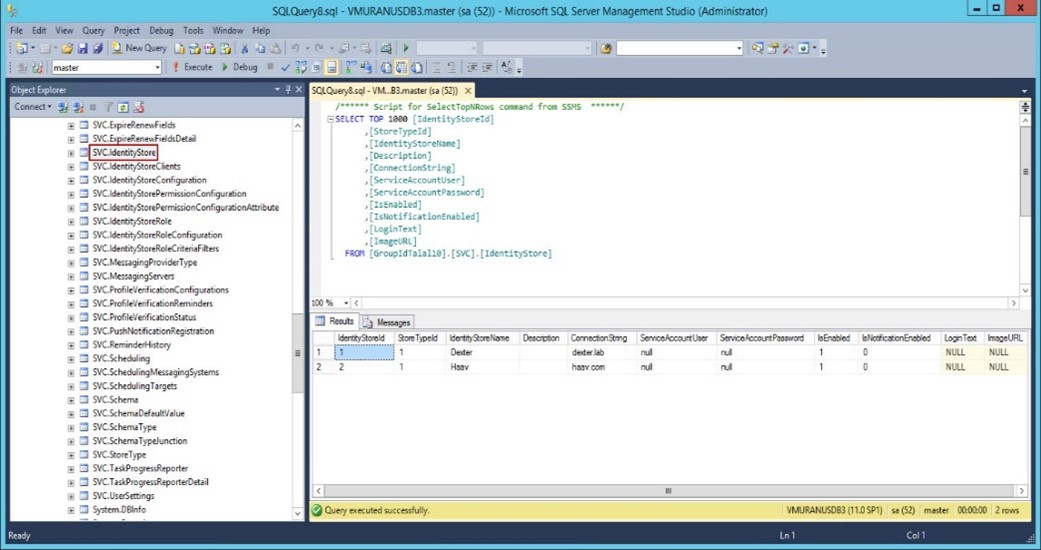 SQLQuery8.sql - VMURANUSDB3.master (sa (52)) - Microsoft SQL Server Management Studio (Administrator)
File Edit View Query Project Debug Tools Window Help
New Query
master Execute Debug
Object Explorer
Connect
SVC.ExpireRenewFields
SVC.ExpireRenewFieldsDetail
SVC.IdentityStore
SVC.IdentityStoreClients
SVC.IdentityStoreConfiguration
SVC.IdentityStorePermissionConfiguration
SVC.IdentityStorePermissionConfigurationAttribute
SVC.IdentityStoreRole
SVC.IdentityStoreRoleConfiguration
SVC.IdentityStoreRoleCriteriaFilters
SVC.MessagingProviderType
SVC.MessagingServers
SVC.ProfileVerificationConfigurations
SVC.ProfileVerificationReminders
SVC.ProfileVerificationStatus
SVC.PushNotificationRegistration
SVC.ReminderHistory
SVC.Scheduling
SVC.SchedulingMessagingSystems
SVC.SchedulingTargets
SVC.Schema
SVC.SchemaDefaultValue
SVC.SchemaType
SVC.SchemaTypeJunction
SVC.StoreType
SVC.TaskProgressReporter
SVC.TaskProgressReporterDetail
SVC.UserSettings
System.DBInfo
SQLQuery8.sql - VM...B3.master (sa (52))
/****** Script for SelectTopNRows command from SSMS ******/
SELECT TOP 1000 [IdentityStoreId]
,[StoreTypeId]
,[IdentityStoreName]
,[Description]
,[ConnectionString]
,[ServiceAccountUser]
,[ServiceAccountPassword]
,[IsEnabled]
,[IsNotificationEnabled]
,[LoginText]
,[ImageURL]
FROM [GroupIdTalal10].[SVC].[IdentityStore]
100 %
Results Messages
IdentityStoreId StoreTypeId IdentityStoreName Description ConnectionString ServiceAccountUser ServiceAccountPassword IsEnabled IsNotificationEnabled LoginText ImageURL
1 1 1 Dexter dexter.lab null null 1 0 NULL NULL
2 2 1 Haav haav.com null null 1 0 NULL NULL
Query executed successfully. VMURANUSDB3 (11.0 SP1) sa (52) master 00:00:00 2 rows
Ready Ln 1 Col 1